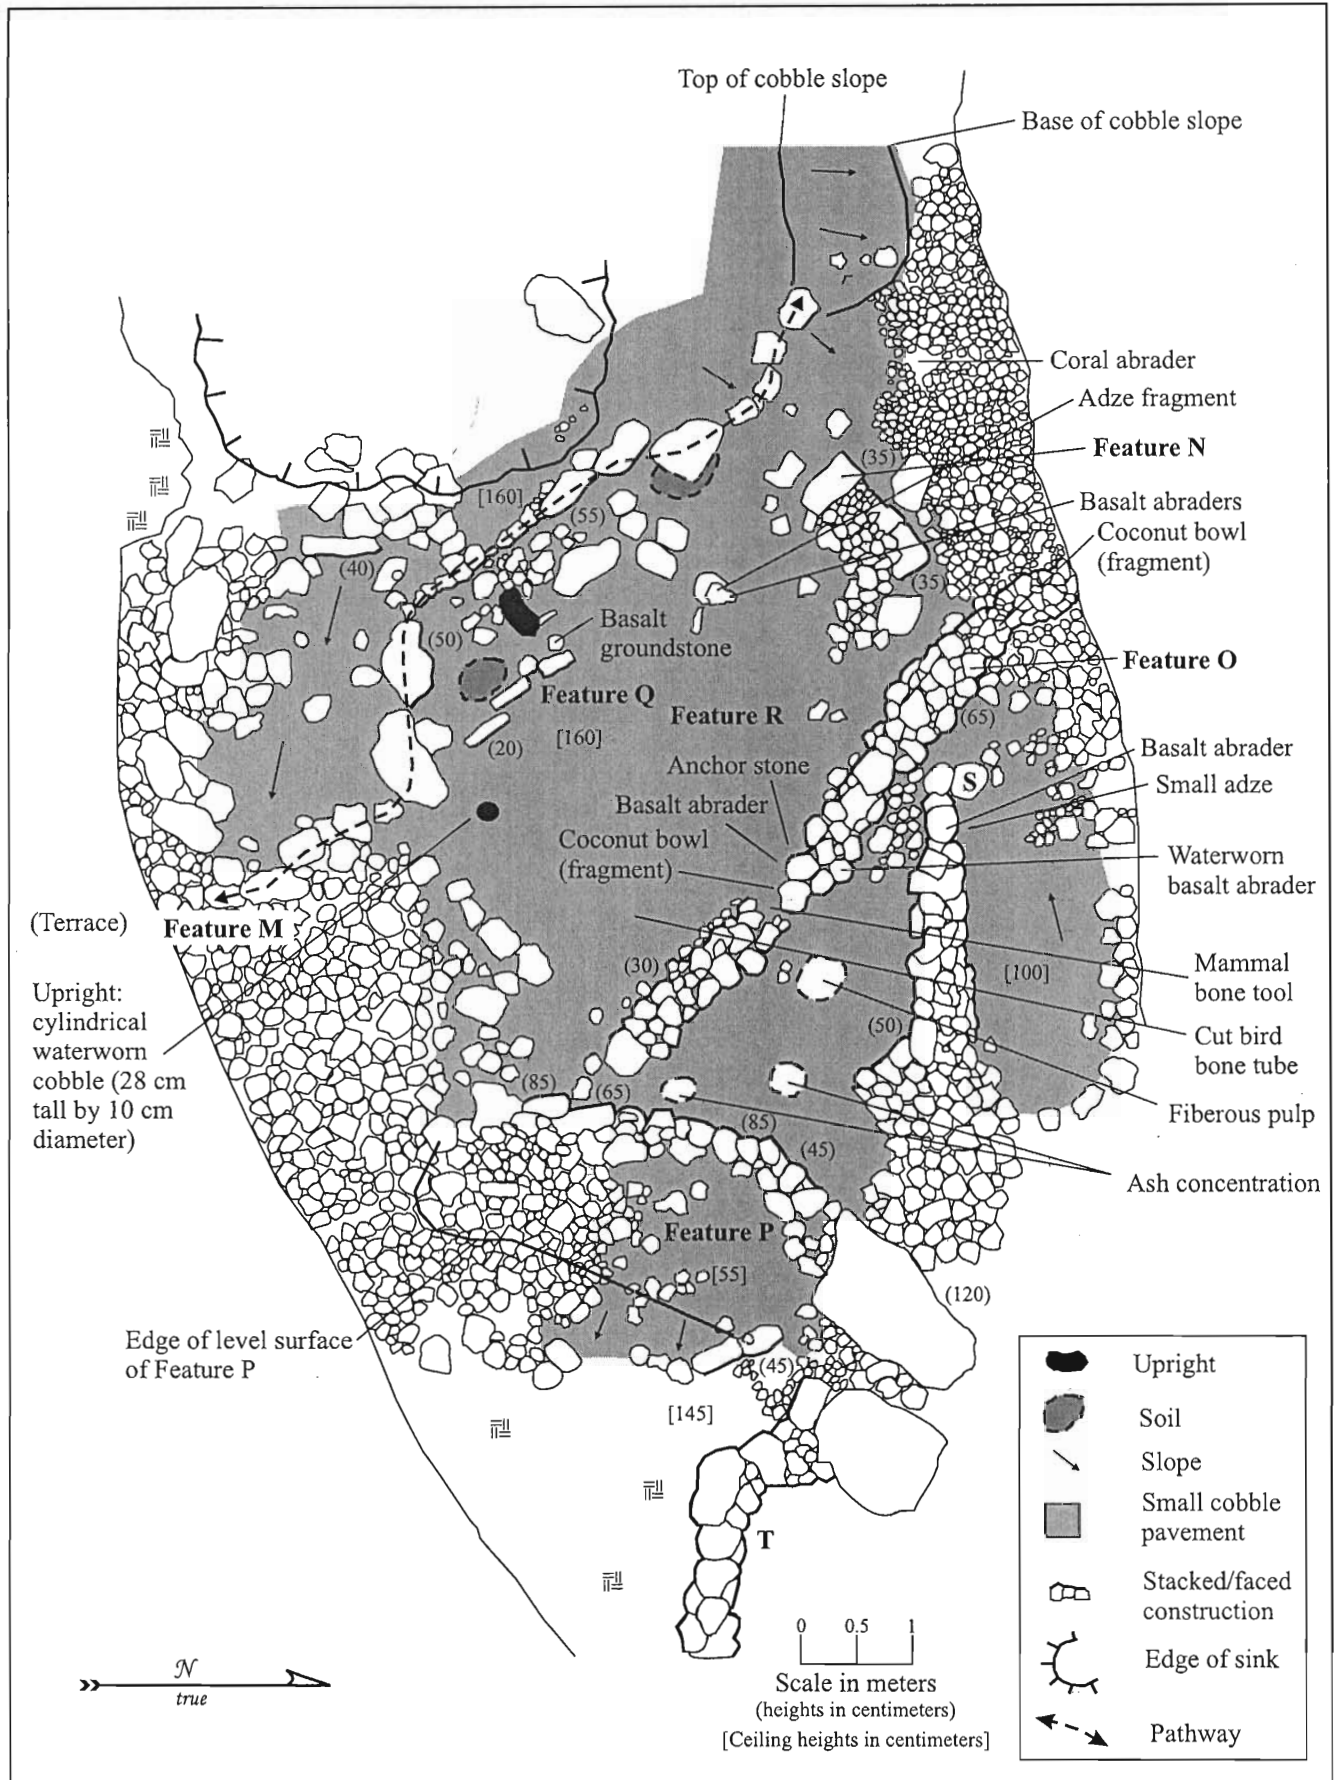 Top of cobble slope
Base of cobble slope
Coral abrader
Adze fragment
(35)
Feature N
[160]
(55)
Basalt abraders
Coconut bowl
(fragment)
(40)
(35)
(50)
Basalt
groundstone
Feature O
Feature Q
Feature R
(65)
(20)
[160]
Basalt abrader
Anchor stone
S
Small adze
Basalt abrader
Coconut bowl
(fragment)
Waterworn
basalt abrader
(Terrace)
Feature M
(30)
[100]
Mammal
bone tool
Upright:
cylindrical
waterworn
cobble (28 cm
tall by 10 cm
diameter)
(50)
Cut bird
bone tube
(85)
(65)
Fiberous pulp
(85)
(45)
Ash concentration
Feature P
[55]
(120)
Edge of level surface
of Feature P
(45)
[145]
T
Upright
Soil
Slope
Small cobble
pavement
Stacked/faced
construction
Edge of sink
Pathway
0 0.5 1
Scale in meters
(heights in centimeters)
[Ceiling heights in centimeters]
N
true